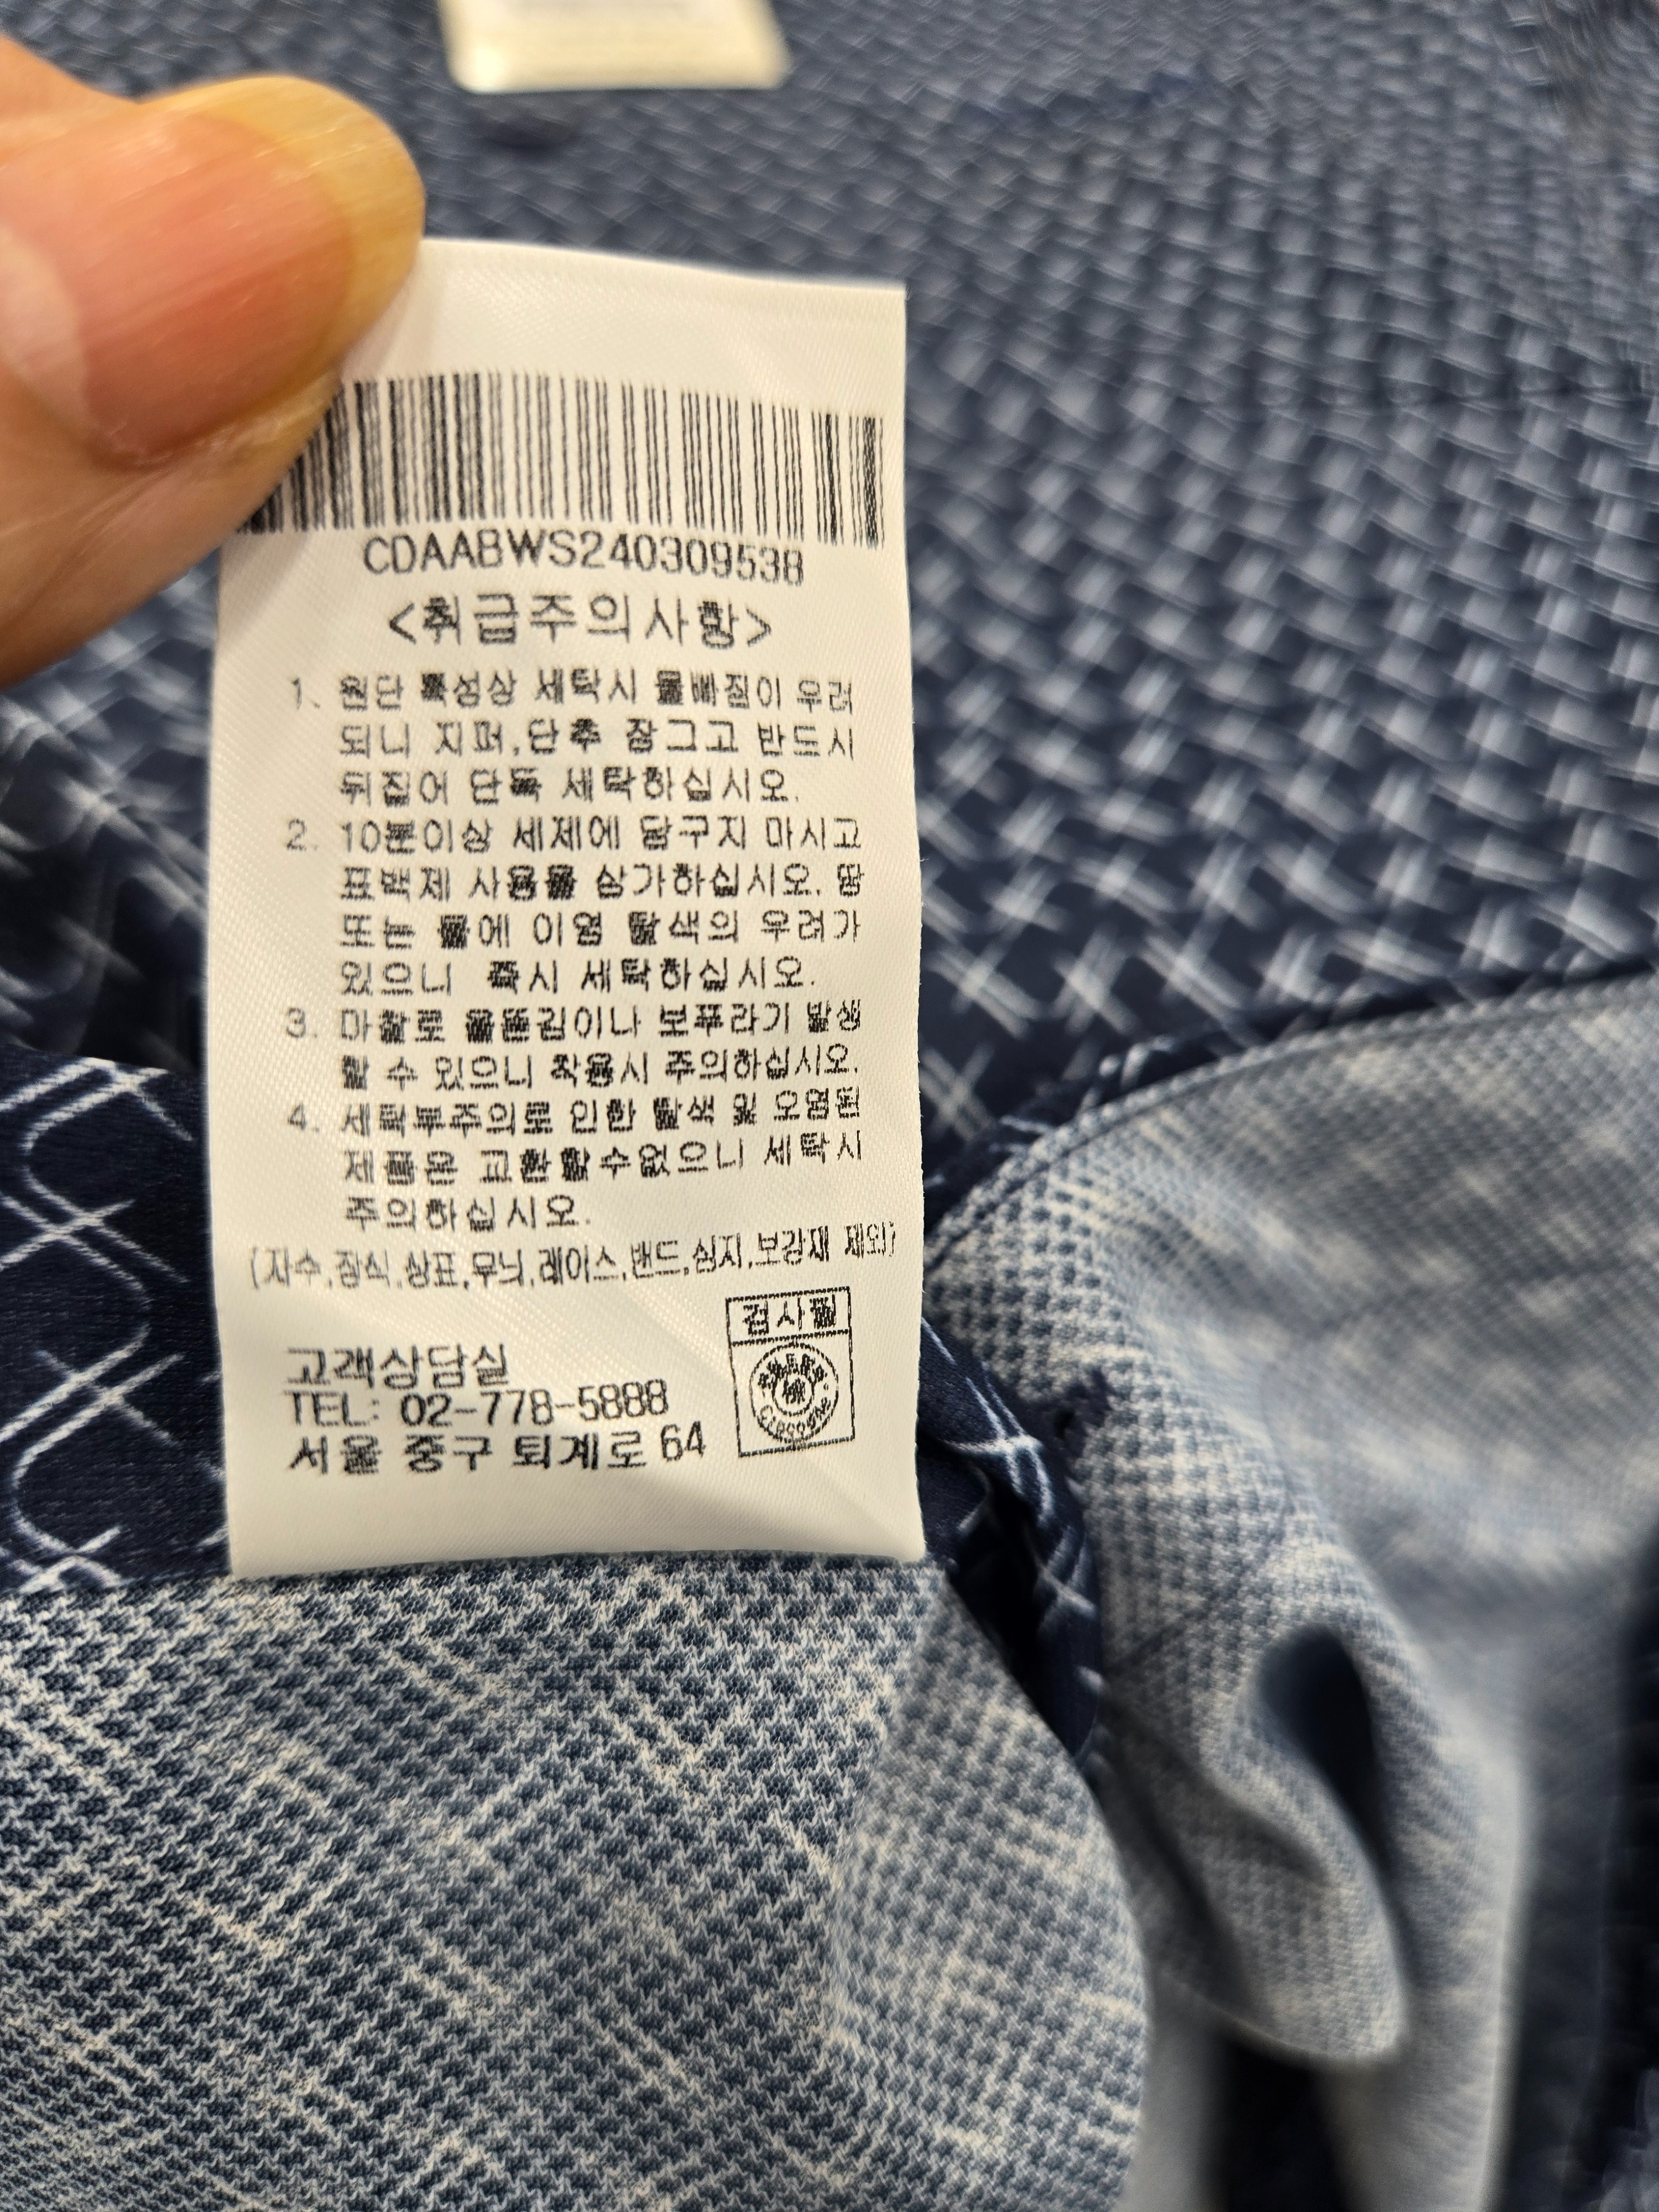 CDAABWS240309538
<취급주의사항>
1. 원단 특성상 세탁시 물빠짐이 우려
되니 지퍼,단추 잠그고 반드시
뒤집어 단독 세탁하십시오.
2. 10분이상 세제에 담구지 마시고
표백제 사용을 삼가하십시오. 땀
또는 물에 이염 탈색의 우려가
있으니 즉시 세탁하십시오.
3. 마찰로 올뜯김이나 보푸라기 발생
할 수 있으니 착용시 주의하십시오.
4. 세탁부주의로 인한 탈색 및 오염된
제품은 교환할수없으니 세탁시
주의하십시오.
(자수,장식,상표,무늬,레이스,밴드,심지,보강재 제외)
검사필
고객상담실
TEL: 02-778-5888
서울 중구 퇴계로 64